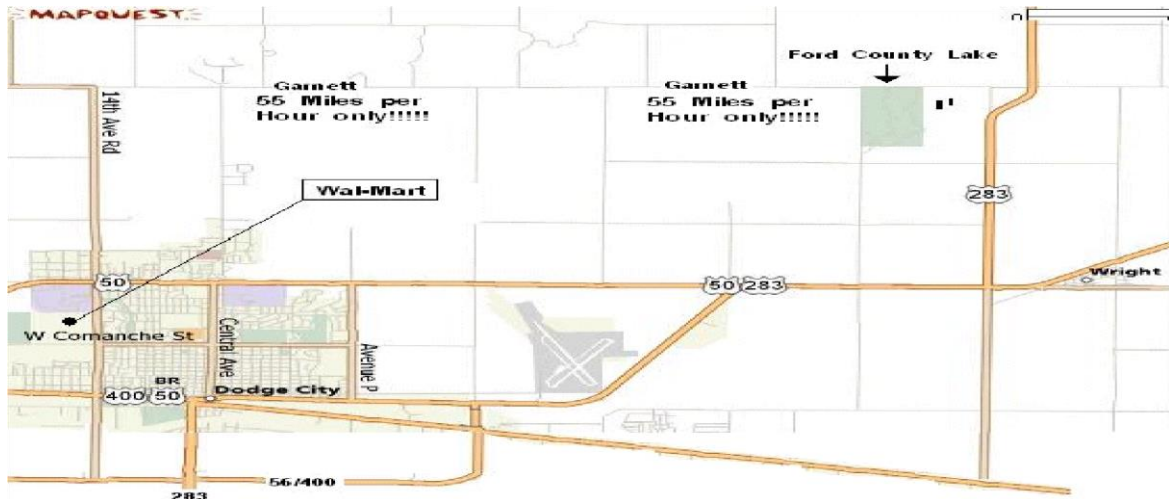 MAPQUEST
Ford County Lake
Garnett
55 Miles per
Hour only!!!!!
Garnett
55 Miles per
Hour only!!!!!
14th Ave Rd
Wal-Mart
283
50
50 283
Wright
W Comanche St
Central Ave
Avenue P
BR
400 50
Dodge City
56/400
283